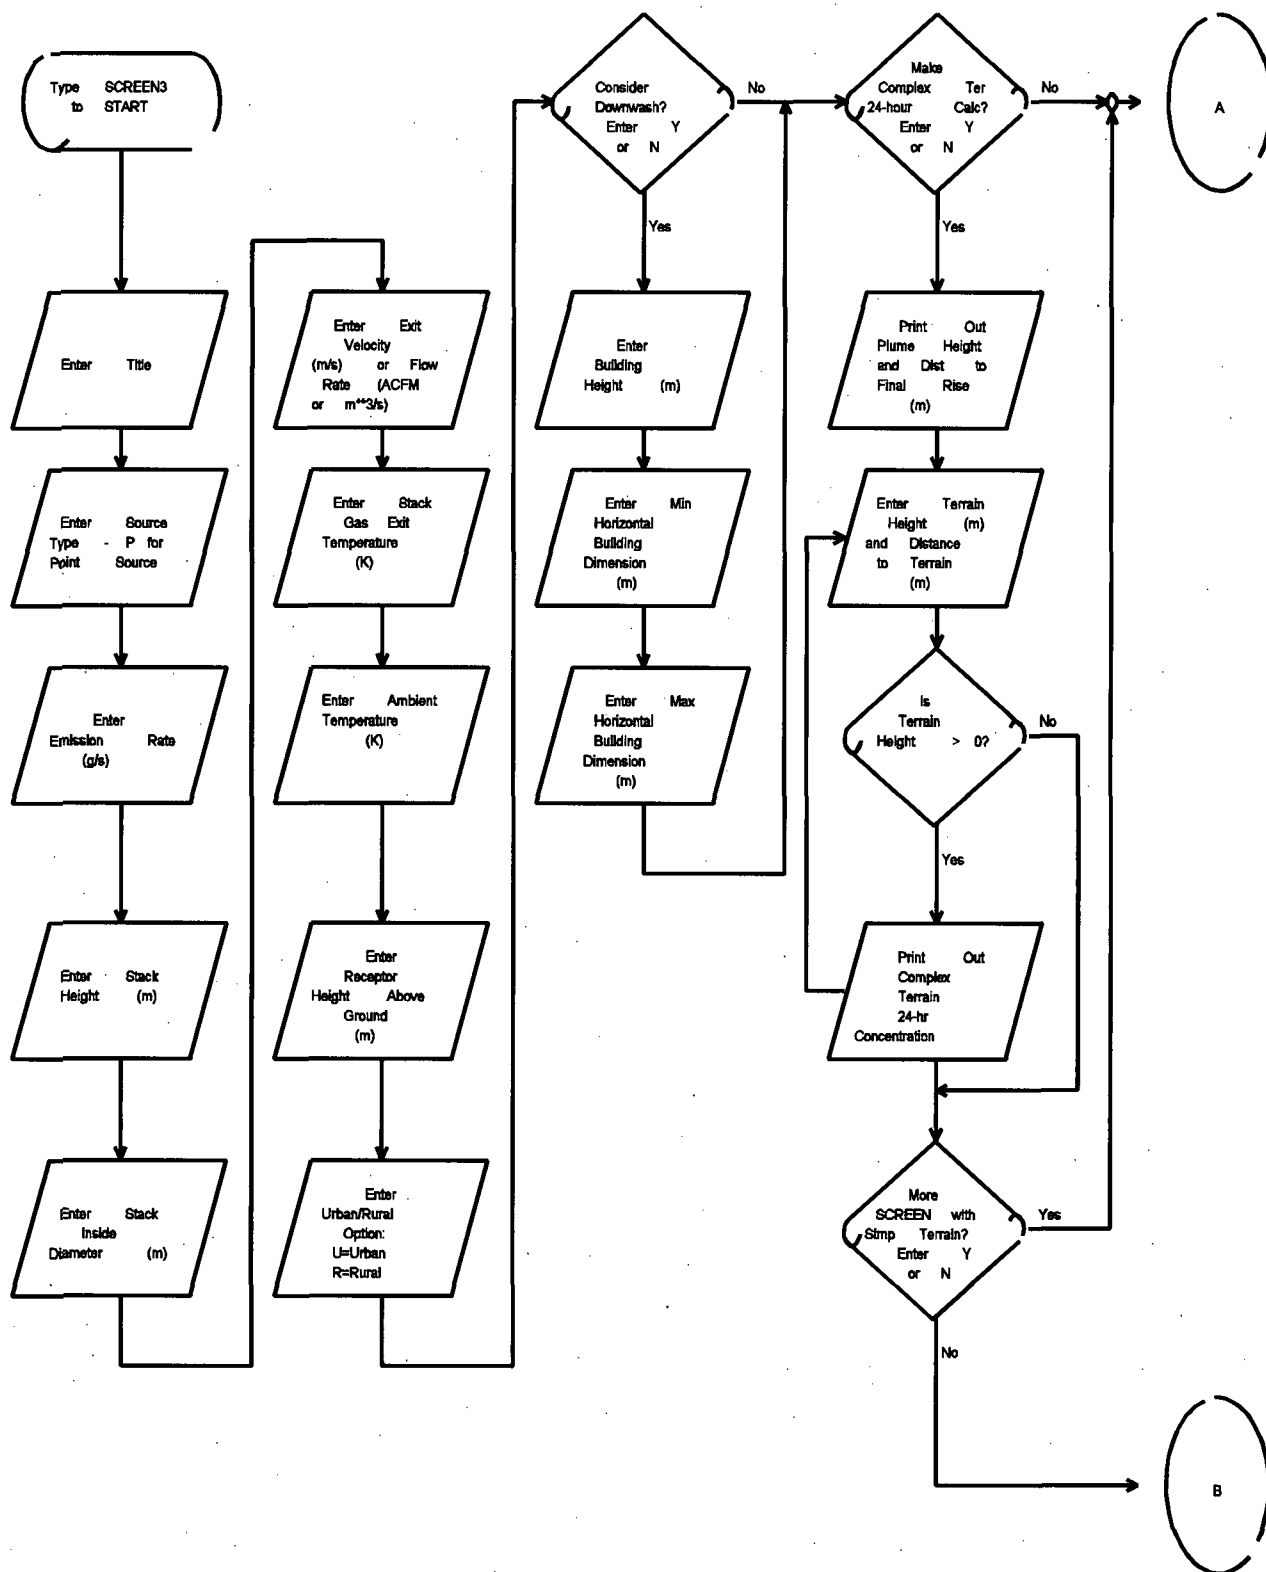 Type SCREEN3
to START
Enter Title
Enter Source
Type - P for
Point Source
Enter
Emission Rate
(g/s)
Enter Stack
Height (m)
Enter Stack
Inside
Diameter (m)
Enter Exit
Velocity
(m/s) or Flow
Rate (ACFM
or m**3/s)
Enter Stack
Gas Exit
Temperature
(K)
Enter Ambient
Temperature
(K)
Enter
Receptor
Height Above
Ground
(m)
Enter
Urban/Rural
Option:
U=Urban
R=Rural
Consider
Downwash?
Enter Y
or N
No
Yes
Enter
Building
Height (m)
Enter Min
Horizontal
Building
Dimension
(m)
Enter Max
Horizontal
Building
Dimension
(m)
Make
Complex Ter
24-hour Calc?
Enter Y
or N
No
Yes
Print Out
Plume Height
and Dist to
Final Rise
(m)
Enter Terrain
Height (m)
and Distance
to Terrain
(m)
Is
Terrain
Height > 0?
No
Yes
Print Out
Complex
Terrain
24-hr
Concentration
More
SCREEN with
Simp Terrain?
Enter Y
or N
Yes
No
A
B